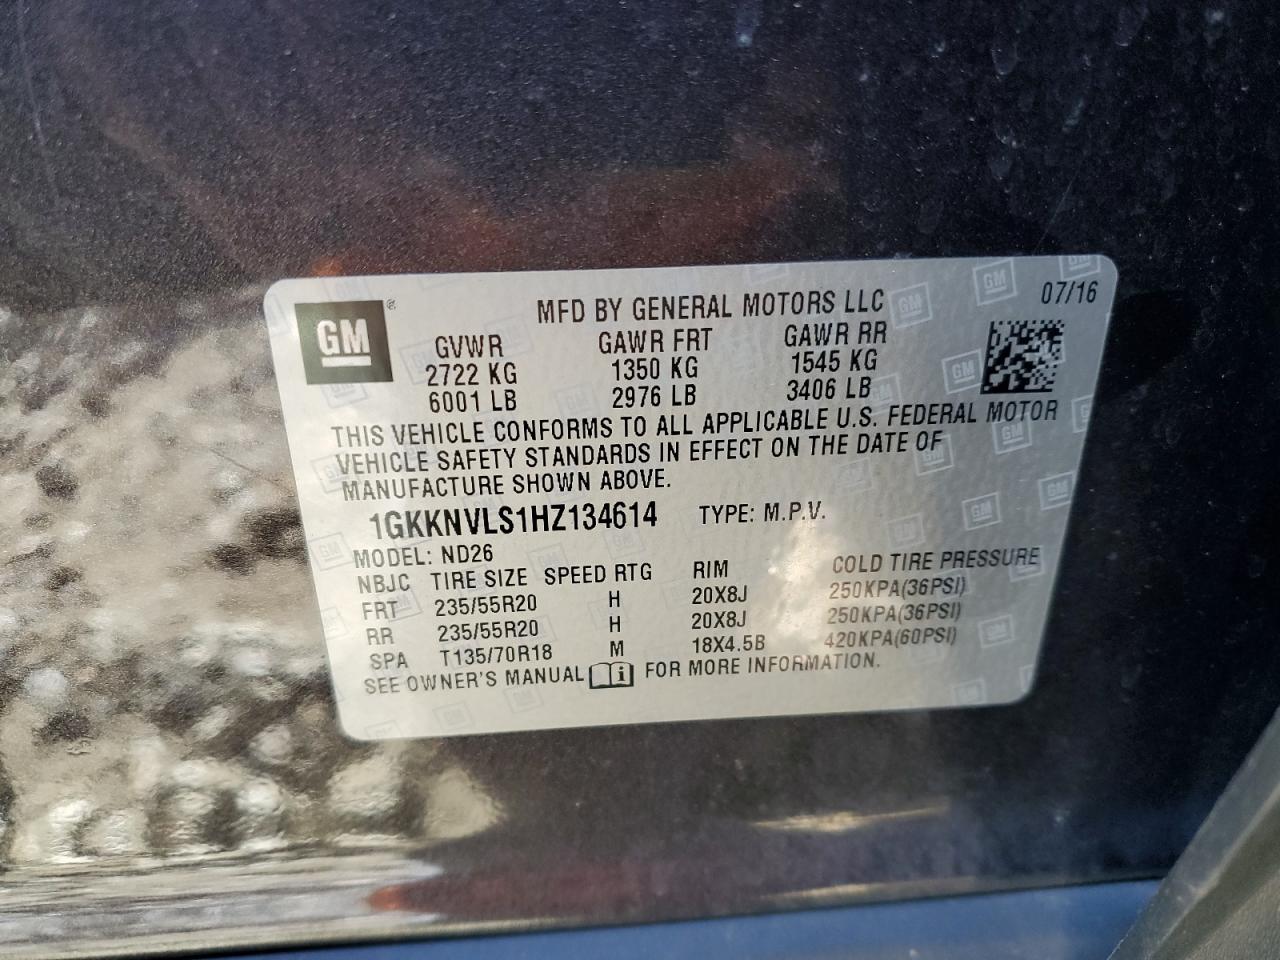 GM ®
MFD BY GENERAL MOTORS LLC
07/16
GVWR GAWR FRT GAWR RR
2722 KG 1350 KG 1545 KG
6001 LB 2976 LB 3406 LB
THIS VEHICLE CONFORMS TO ALL APPLICABLE U.S. FEDERAL MOTOR
VEHICLE SAFETY STANDARDS IN EFFECT ON THE DATE OF
MANUFACTURE SHOWN ABOVE.
1GKKNVLS1HZ134614 TYPE: M.P.V.
MODEL: ND26
NBJC TIRE SIZE SPEED RTG RIM COLD TIRE PRESSURE
FRT 235/55R20 H 20X8J 250KPA(36PSI)
RR 235/55R20 H 20X8J 250KPA(36PSI)
SPA T135/70R18 M 18X4.5B 420KPA(60PSI)
SEE OWNER'S MANUAL i FOR MORE INFORMATION.